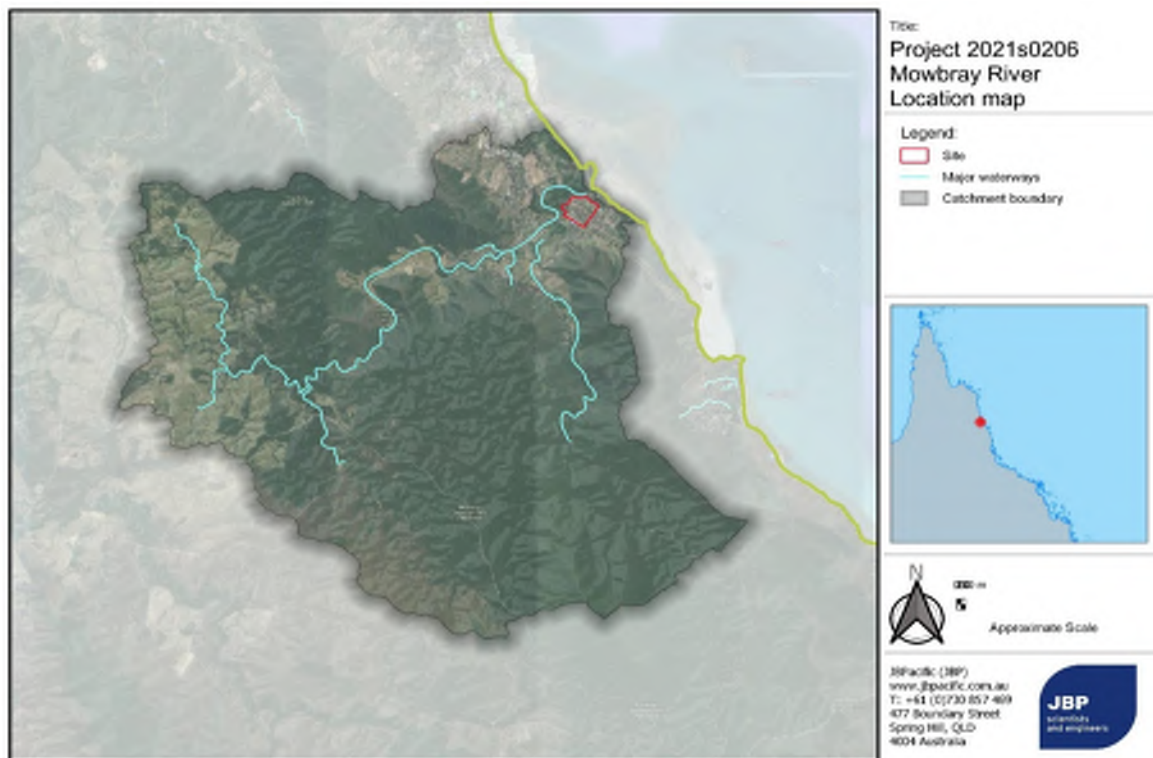 Title:
Project 2021s0206
Mowbray River
Location map
Legend:
Site
Major waterways
Catchment boundary
N
Approximate Scale
JBPacific (JBP)
www.jbpacific.com.au
T: +61 (0)730 857 489
477 Boundary Street
Spring Hill, QLD
4004 Australia
JBP
scientists
and engineers